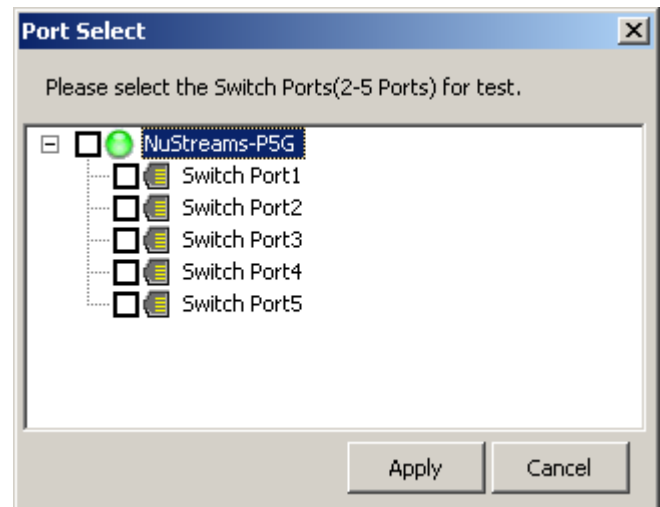 Port Select
Please select the Switch Ports(2-5 Ports) for test.
NuStreams-P5G
Switch Port1
Switch Port2
Switch Port3
Switch Port4
Switch Port5
Apply
Cancel